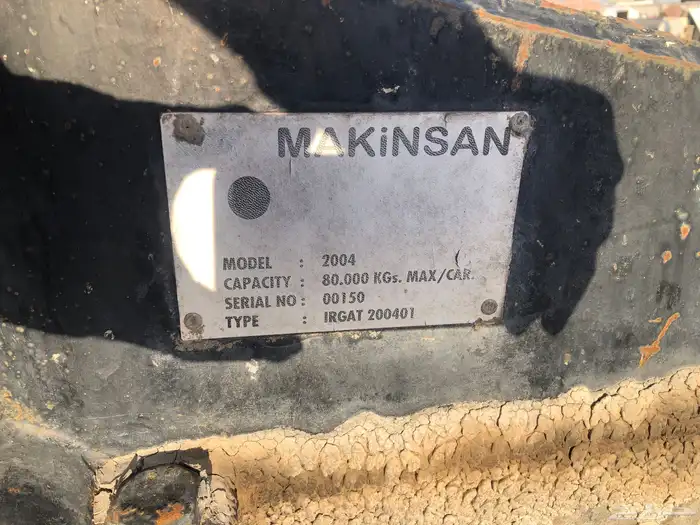 MAKiNSAN
MODEL : 2004
CAPACITY : 80.000 KGs. MAX/CAR.
SERIAL NO : 00150
TYPE : IRGAT 200401